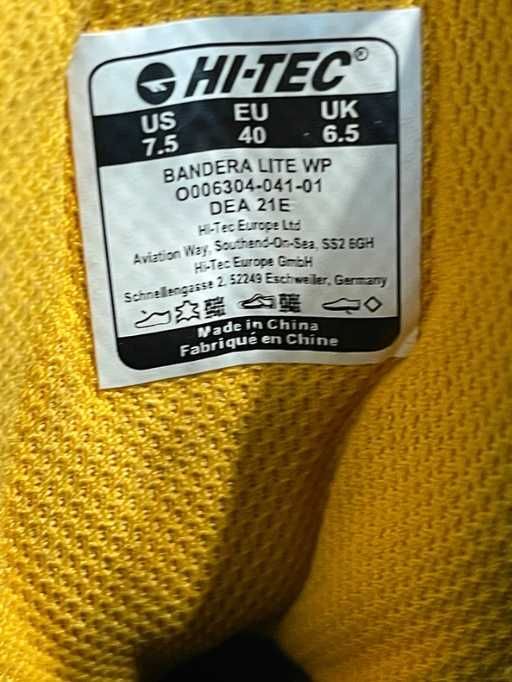 HI-TEC®
US EU UK
7.5 40 6.5
BANDERA LITE WP
O006304-041-01
DEA 21E
Hi-Tec Europe Ltd
Aviation Way, Southend-On-Sea, SS2 6GH
Hi-Tec Europe GmbH
Schnellengasse 2, 52249 Eschweiler, Germany
Made in China
Fabriqué en Chine